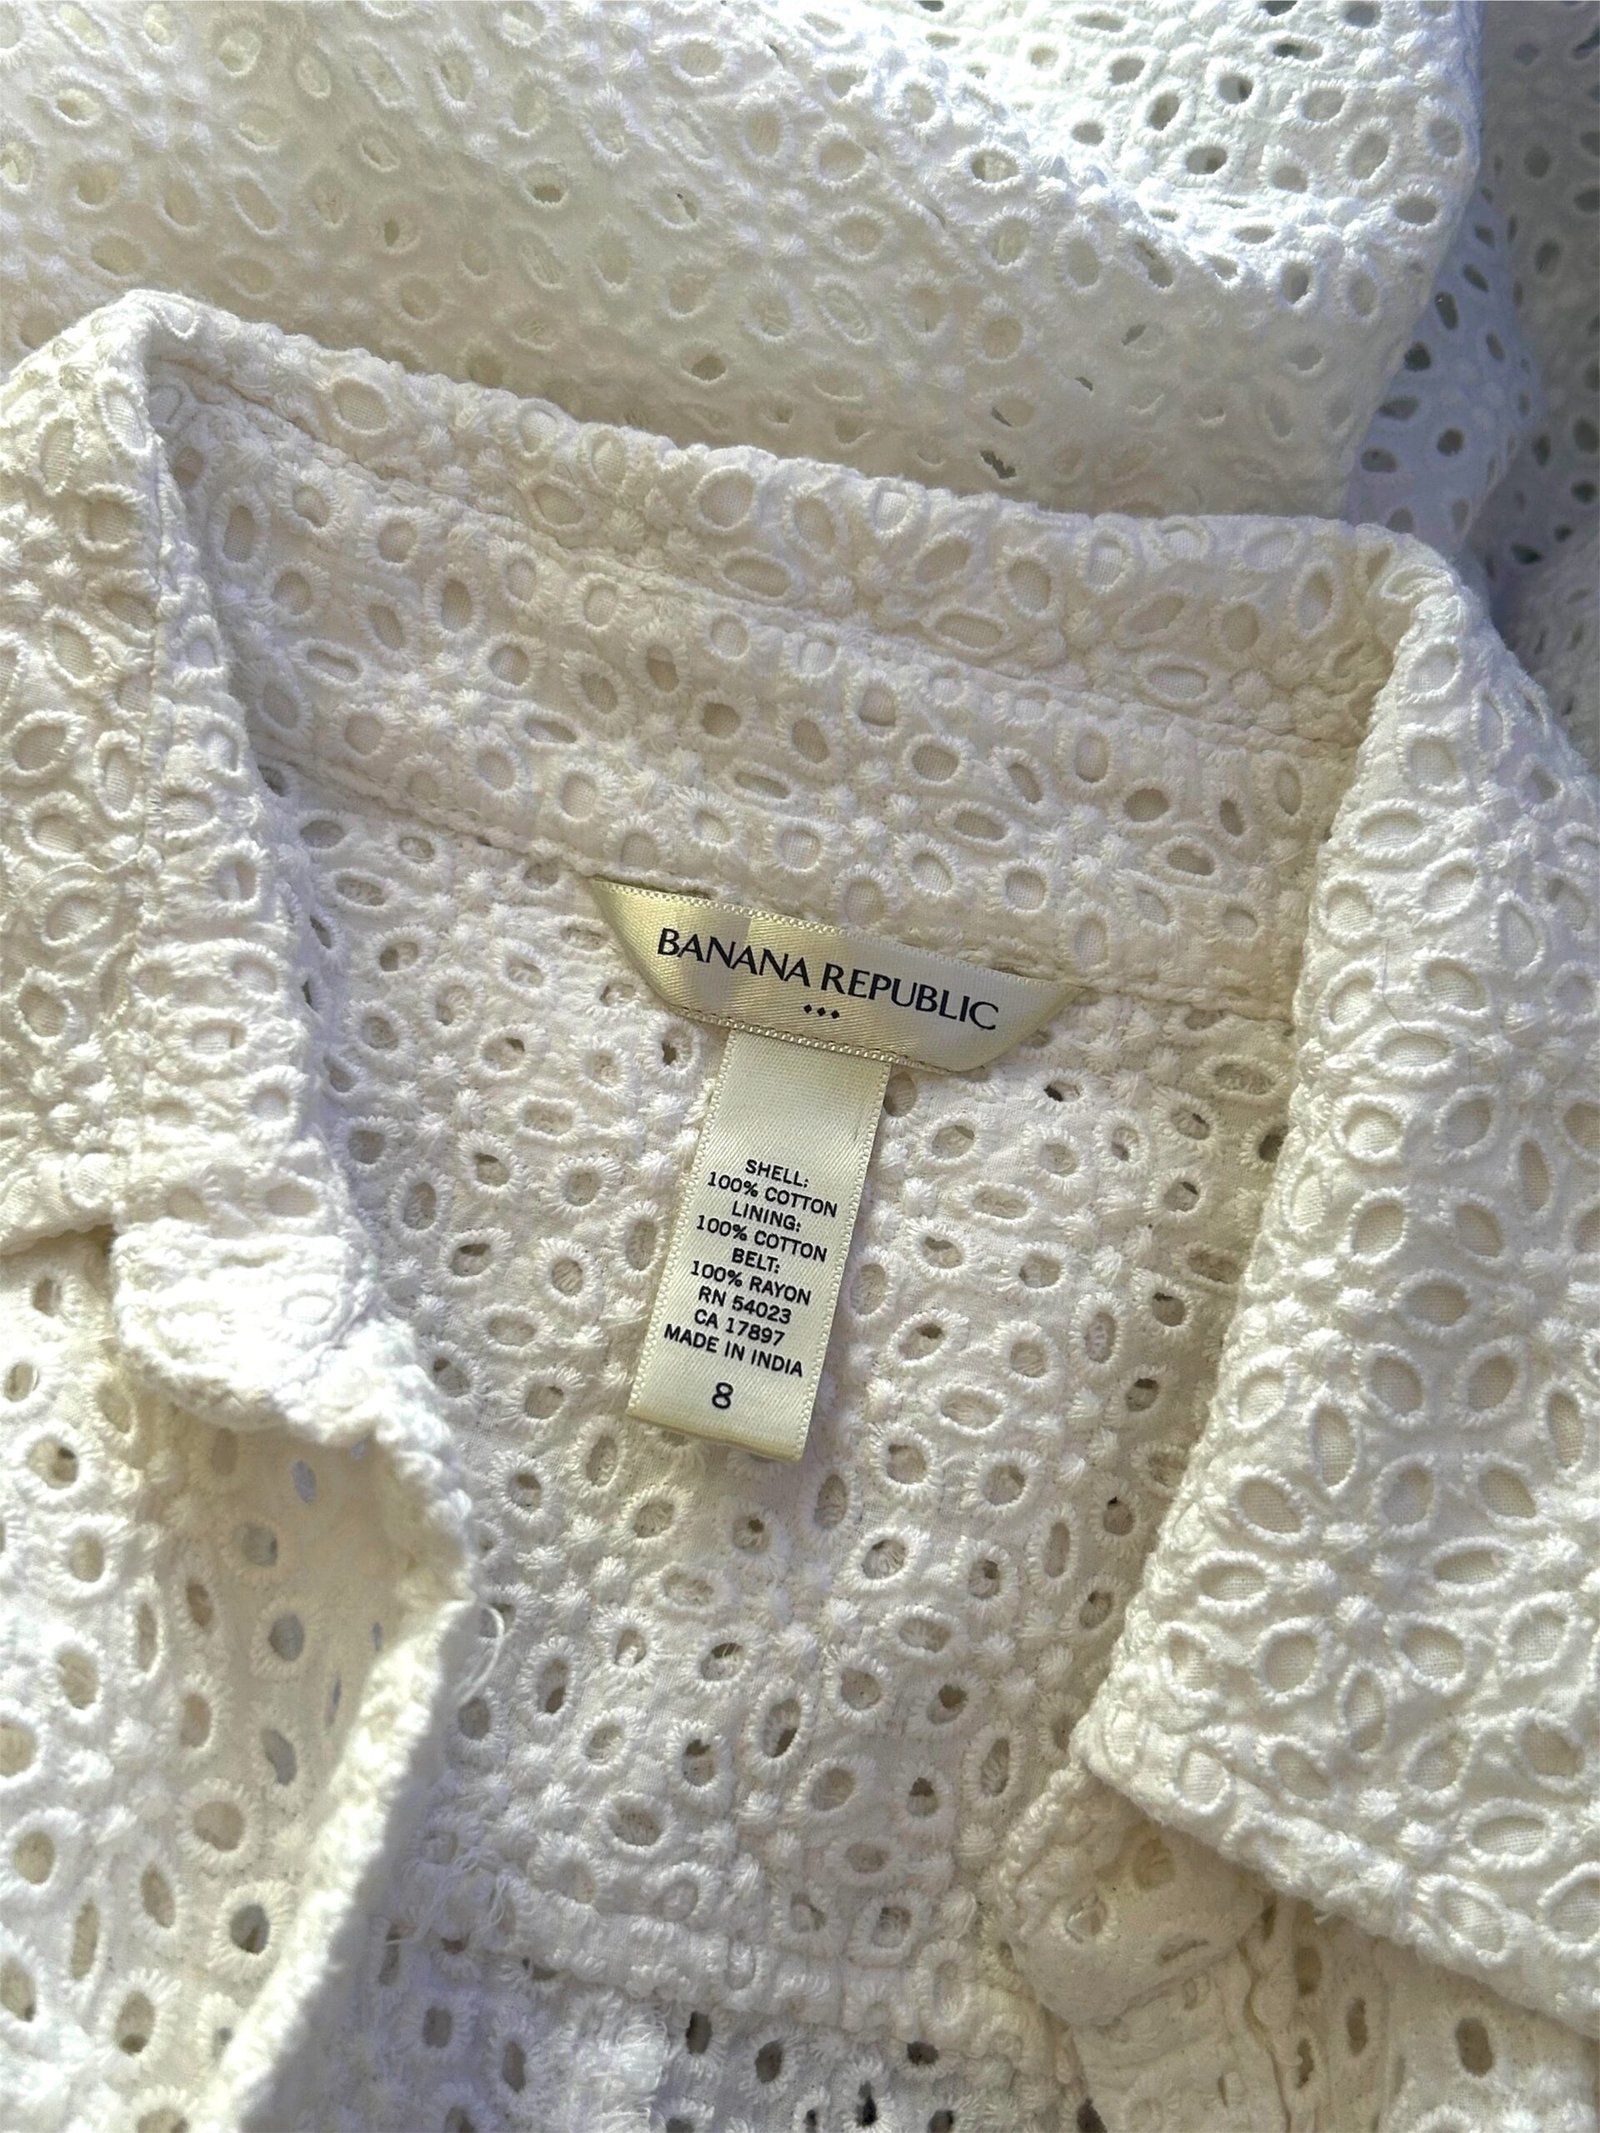 BANANA REPUBLIC
SHELL:
100% COTTON
LINING:
100% COTTON
BELT:
100% RAYON
RN 54023
CA 17897
MADE IN INDIA
8